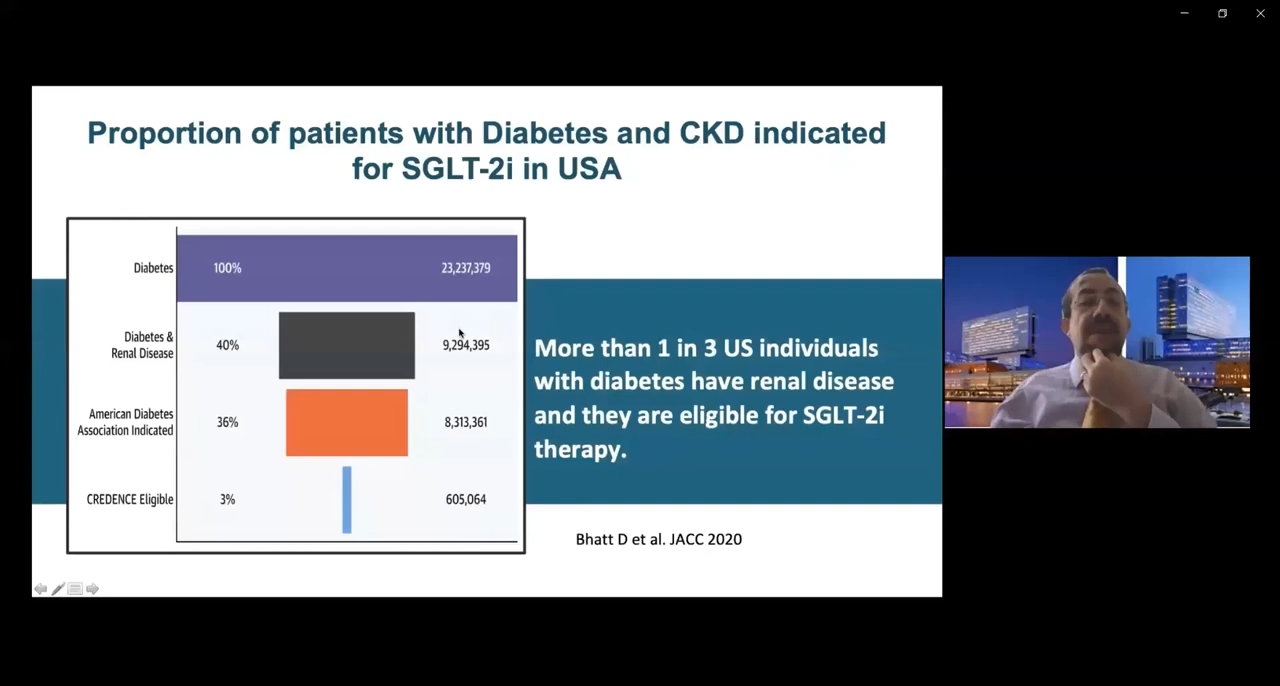 Proportion of patients with Diabetes and CKD indicated
for SGLT-2i in USA
Diabetes 100% 23,237,379
Diabetes &
Renal Disease
40% 9,294,395
American Diabetes
Association Indicated
36% 8,313,361
CREDENCE Eligible 3% 605,064
More than 1 in 3 US individuals
with diabetes have renal disease
and they are eligible for SGLT-2i
therapy.
Bhatt D et al. JACC 2020